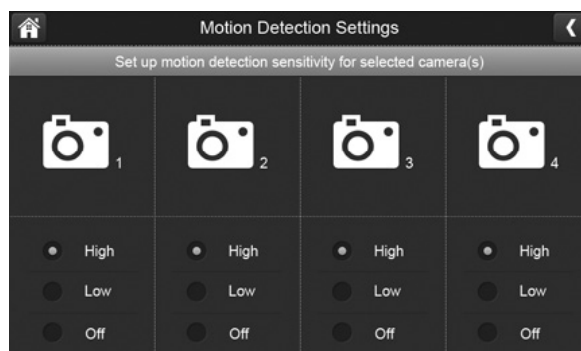 Motion Detection Settings
Set up motion detection sensitivity for selected camera(s)
1 2 3 4
High High High High
Low Low Low Low
Off Off Off Off